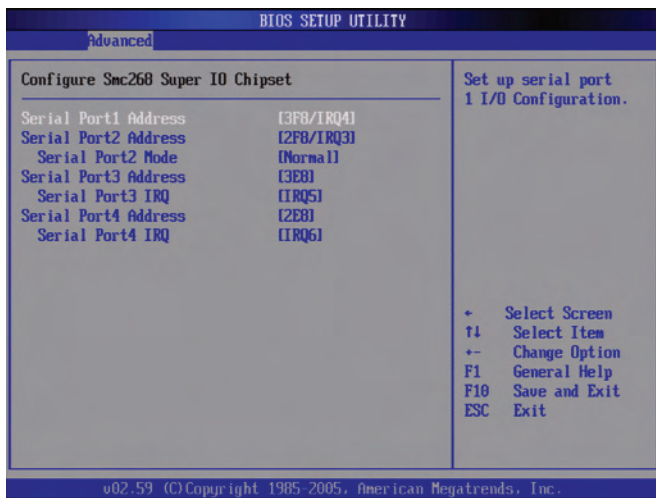 BIOS SETUP UTILITY
Advanced
Configure Smc268 Super IO Chipset
Serial Port1 Address [3F8/IRQ4]
Serial Port2 Address [2F8/IRQ3]
Serial Port2 Mode [Normal]
Serial Port3 Address [3E8]
Serial Port3 IRQ [IRQ5]
Serial Port4 Address [2E8]
Serial Port4 IRQ [IRQ6]
Set up serial port
1 I/O Configuration.
← Select Screen
↑↓ Select Item
+- Change Option
F1 General Help
F10 Save and Exit
ESC Exit
v02.59 (C)Copyright 1985-2005, American Megatrends, Inc.